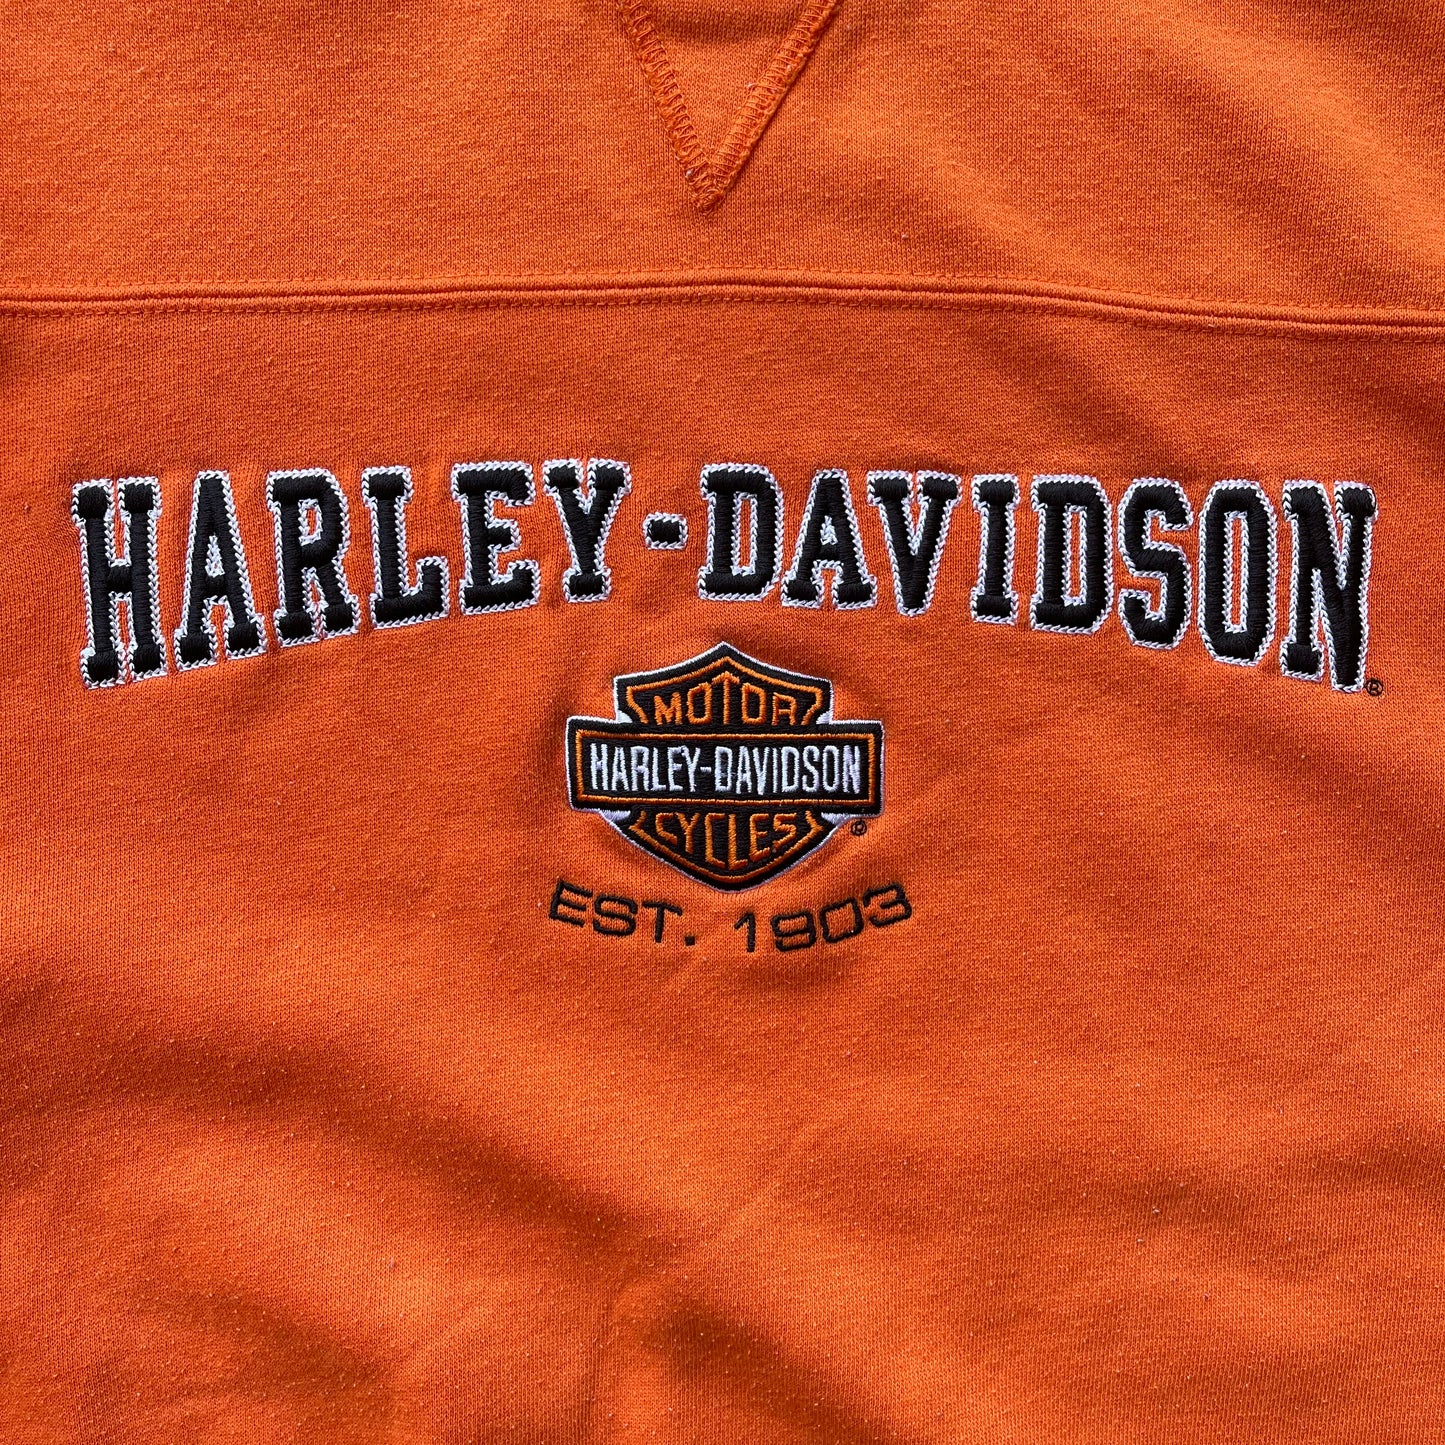 HARLEY-DAVIDSON®
MOTOR
HARLEY-DAVIDSON
CYCLES®
EST. 1903